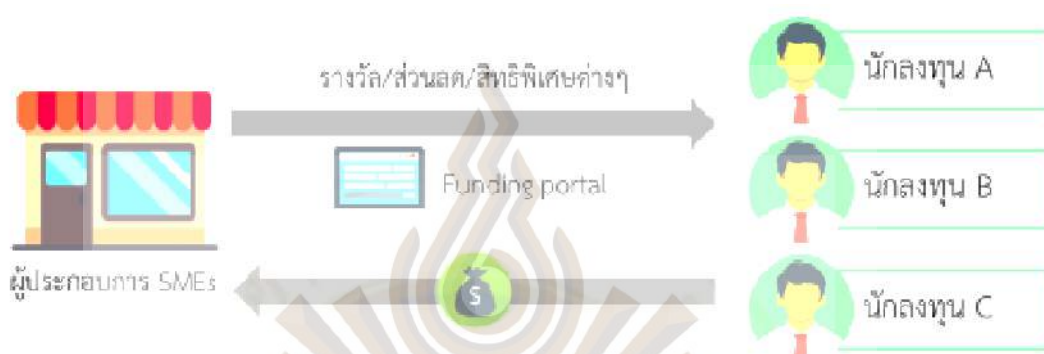 รางวัล/ส่วนลด/สิทธิพิเศษต่างๆ
Funding portal
ผู้ประกอบการ SMEs
$
นักลงทุน A
นักลงทุน B
นักลงทุน C